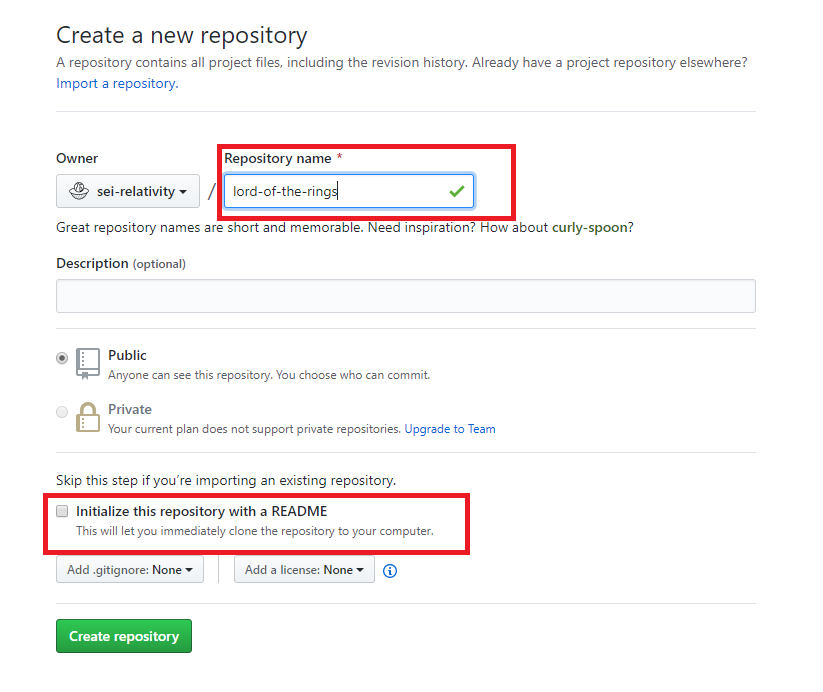 Create a new repository
A repository contains all project files, including the revision history. Already have a project repository elsewhere?
Import a repository.
Owner
Repository name *
sei-relativity
/
lord-of-the-rings
Great repository names are short and memorable. Need inspiration? How about curly-spoon?
Description (optional)
Public
Anyone can see this repository. You choose who can commit.
Private
Your current plan does not support private repositories. Upgrade to Team
Skip this step if you're importing an existing repository.
Initialize this repository with a README
This will let you immediately clone the repository to your computer.
Add .gitignore: None
Add a license: None
Create repository